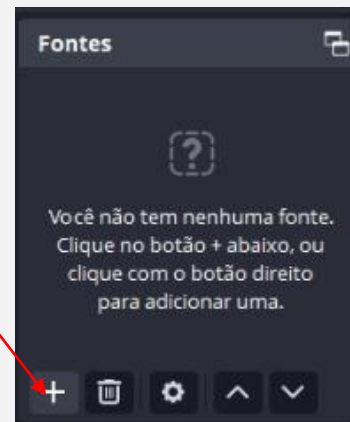 Fontes
Você não tem nenhuma fonte.
Clique no botão + abaixo, ou
clique com o botão direito
para adicionar uma.